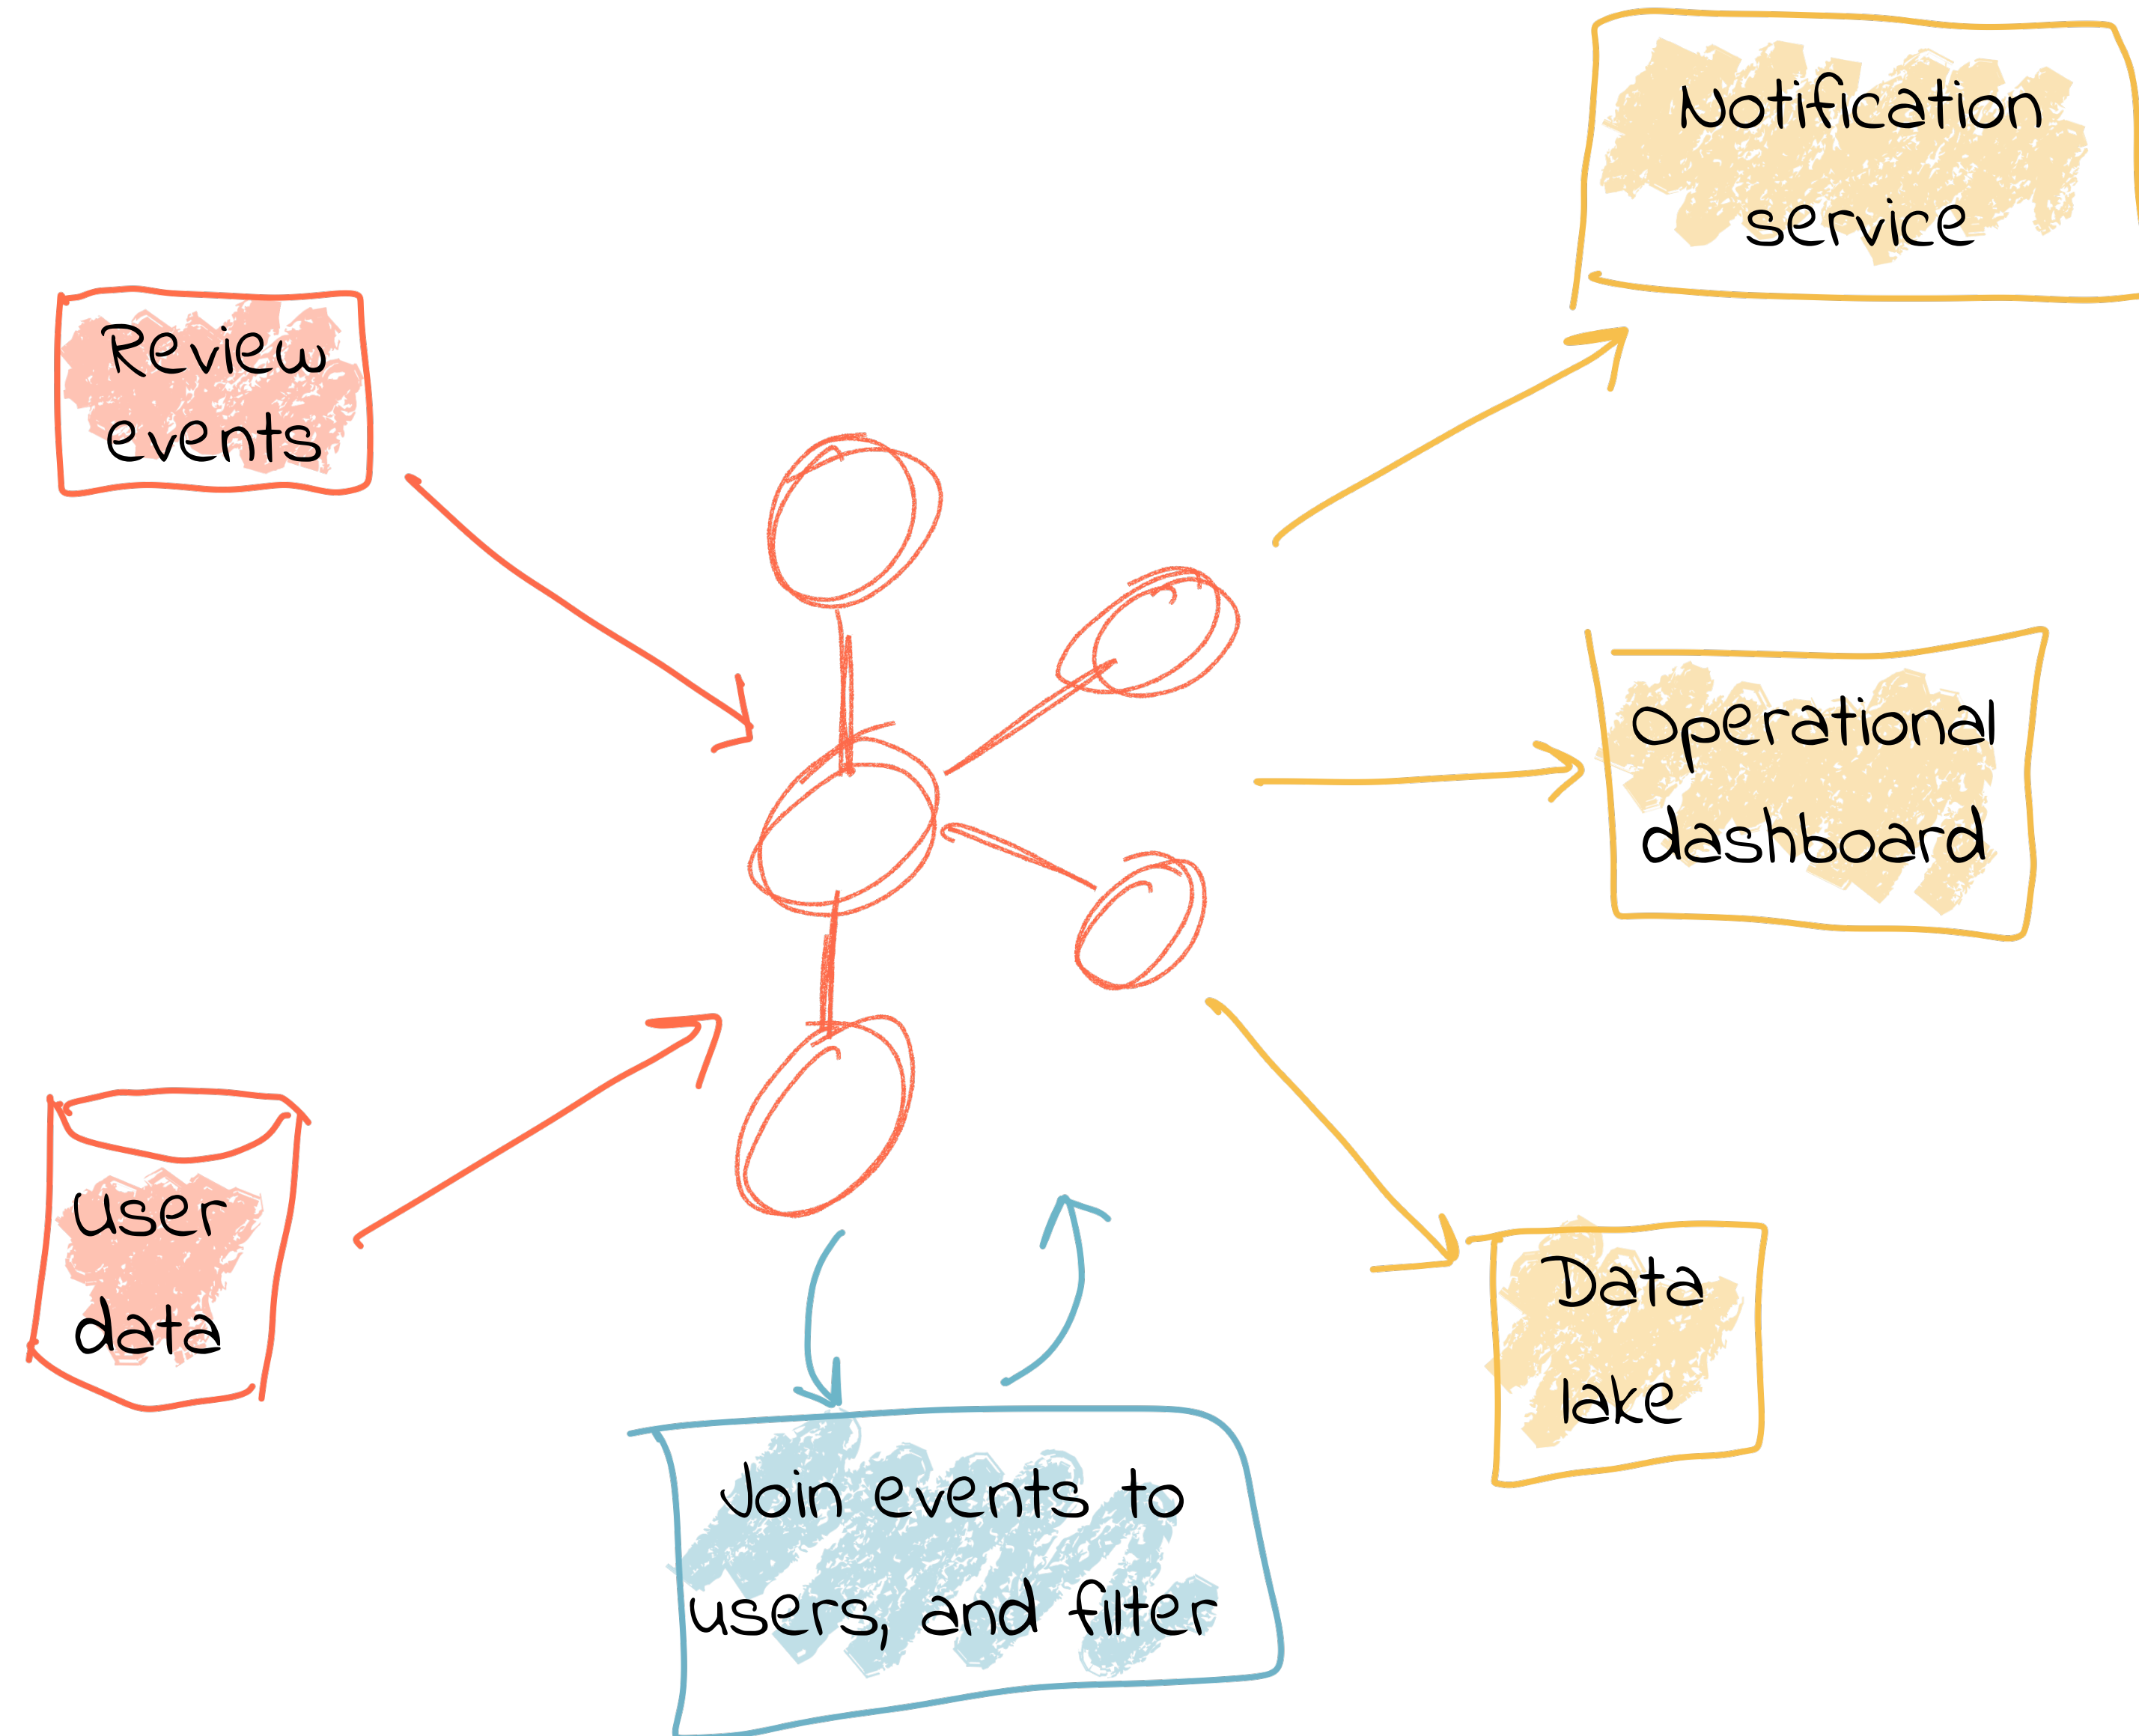 Notification
service
Review
events
Operational
dashboard
user
data
Data
lake
Join events to
users, and filter